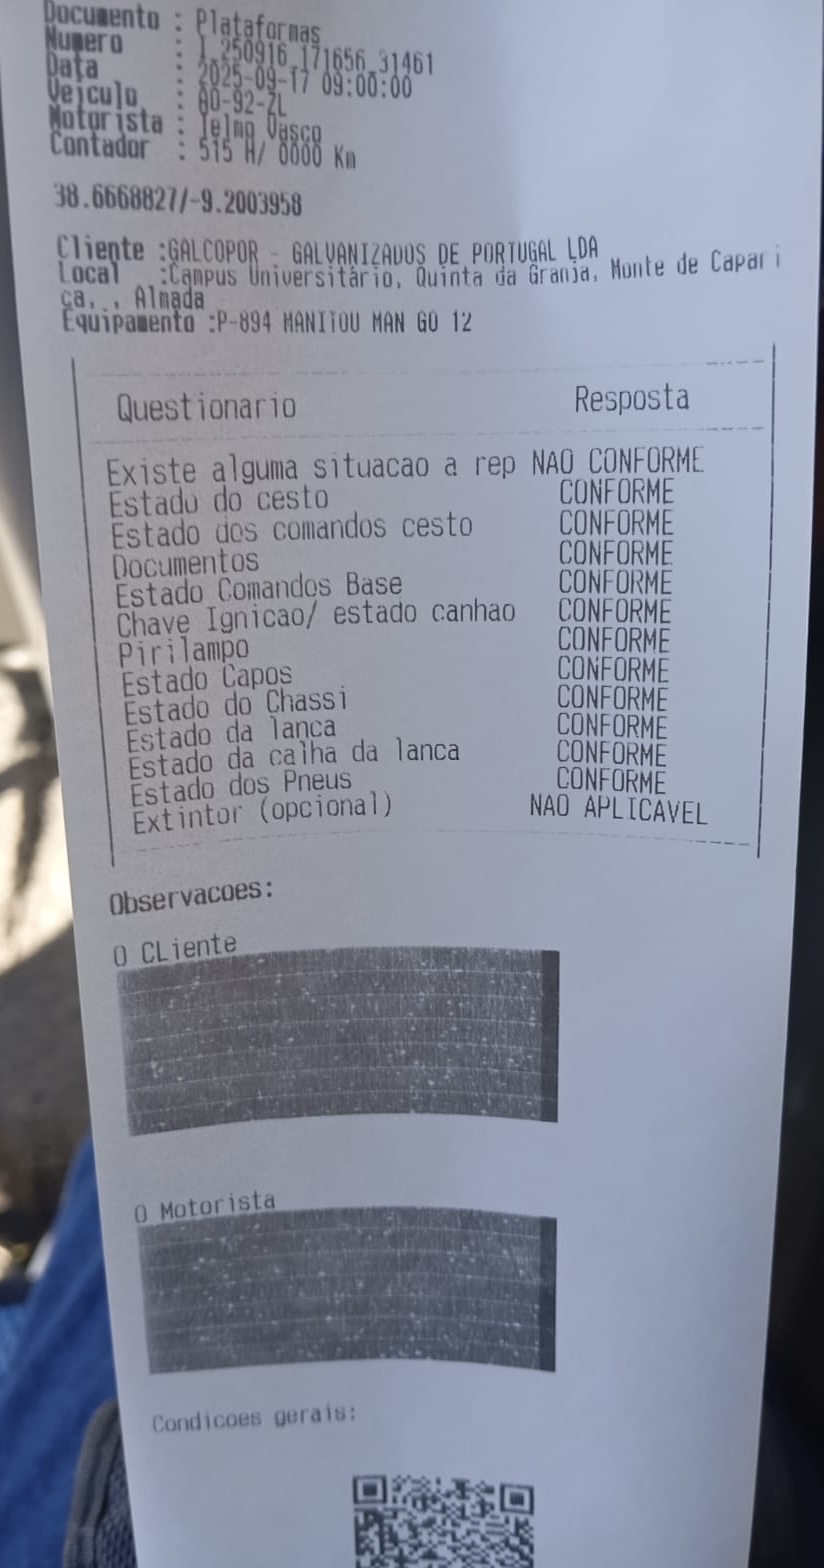 Documento : Plataformas
Numero : 1_250916_171656_31461
Data : 2025-09-17 09:00:00
Veiculo : AO-92-ZL
Motorista : Telmo Vasco
Contador : 515 H/ 0000 Km
38.6668827/-9.2003958
Cliente :GALCOPOR - GALVANIZADOS DE PORTUGAL LDA
Local :Campus Universitário, Quinta da Granja, Monte de Capari
ca, , Almada
Equipamento :P-894 MANITOU MAN GO 12
Questionario Resposta
Existe alguma situacao a rep NAO CONFORME
Estado do cesto CONFORME
Estado dos comandos cesto CONFORME
Documentos CONFORME
Estado Comandos Base CONFORME
Chave Ignicao/ estado canhao CONFORME
Pirilampo CONFORME
Estado Capos CONFORME
Estado do Chassi CONFORME
Estado da lanca CONFORME
Estado da calha da lanca CONFORME
Estado dos Pneus CONFORME
Extintor (opcional) NAO APLICAVEL
Observacoes:
O CLiente
O Motorista
Condicoes gerais: